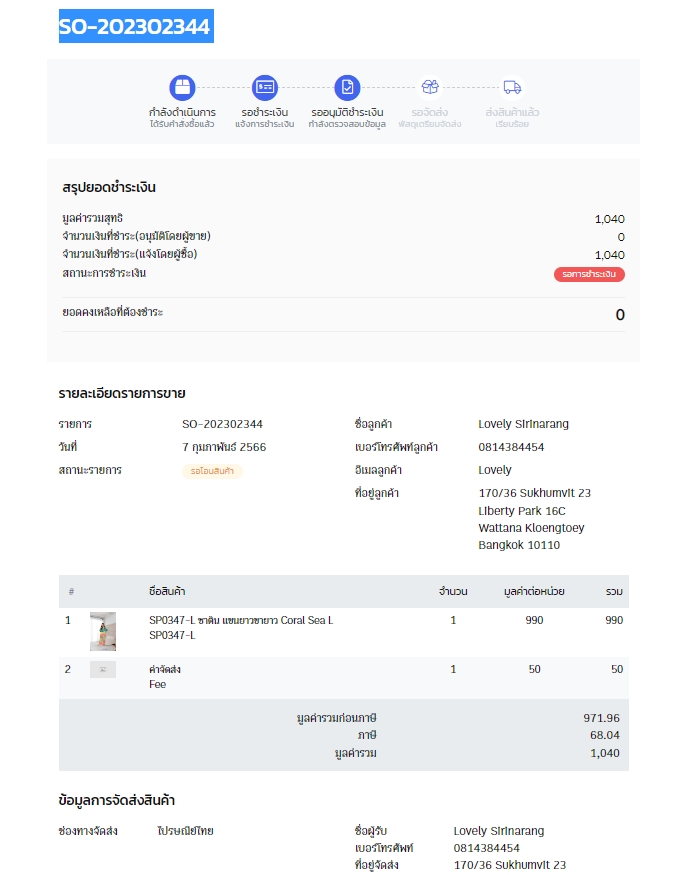 SO-202302344
กำลังดำเนินการ
ได้รับคำสั่งซื้อแล้ว
รอชำระเงิน
แจ้งการชำระเงิน
รออนุมัติชำระเงิน
กำลังตรวจสอบข้อมูล
รอจัดส่ง
พัสดุเตรียมจัดส่ง
ส่งสินค้าแล้ว
เรียบร้อย
สรุปยอดชำระเงิน
มูลค่ารวมสุทธิ 1,040
จำนวนเงินที่ชำระ(อนุมัติโดยผู้ขาย) 0
จำนวนเงินที่ชำระ(แจ้งโดยผู้ซื้อ) 1,040
สถานะการชำระเงิน รอการชำระเงิน
ยอดคงเหลือที่ต้องชำระ 0
รายละเอียดรายการขาย
รายการ SO-202302344 ชื่อลูกค้า Lovely Sirinarang
วันที่ 7 กุมภาพันธ์ 2566 เบอร์โทรศัพท์ลูกค้า 0814384454
สถานะรายการ รอโอนสินค้า อีเมลลูกค้า Lovely
ที่อยู่ลูกค้า 170/36 Sukhumvit 23
Liberty Park 16C
Wattana Kloengtoey
Bangkok 10110
# ชื่อสินค้า จำนวน มูลค่าต่อหน่วย รวม
1 SP0347-L ซาติน แขนยาวขายาว Coral Sea L 1 990 990
SP0347-L
2 ค่าจัดส่ง 1 50 50
Fee
มูลค่ารวมก่อนภาษี 971.96
ภาษี 68.04
มูลค่ารวม 1,040
ข้อมูลการจัดส่งสินค้า
ช่องทางจัดส่ง ไปรษณีย์ไทย ชื่อผู้รับ Lovely Sirinarang
เบอร์โทรศัพท์ 0814384454
ที่อยู่จัดส่ง 170/36 Sukhumvit 23